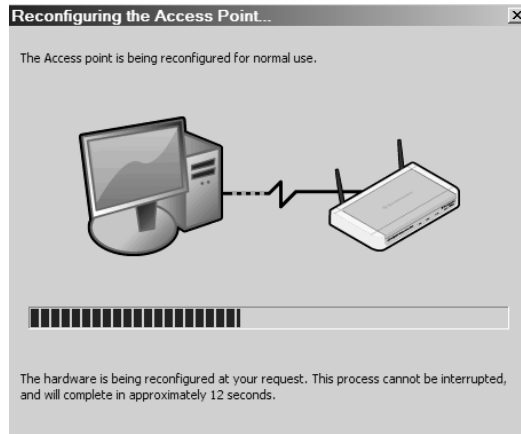 Reconfiguring the Access Point...
The Access point is being reconfigured for normal use.
The hardware is being reconfigured at your request. This process cannot be interrupted,
and will complete in approximately 12 seconds.